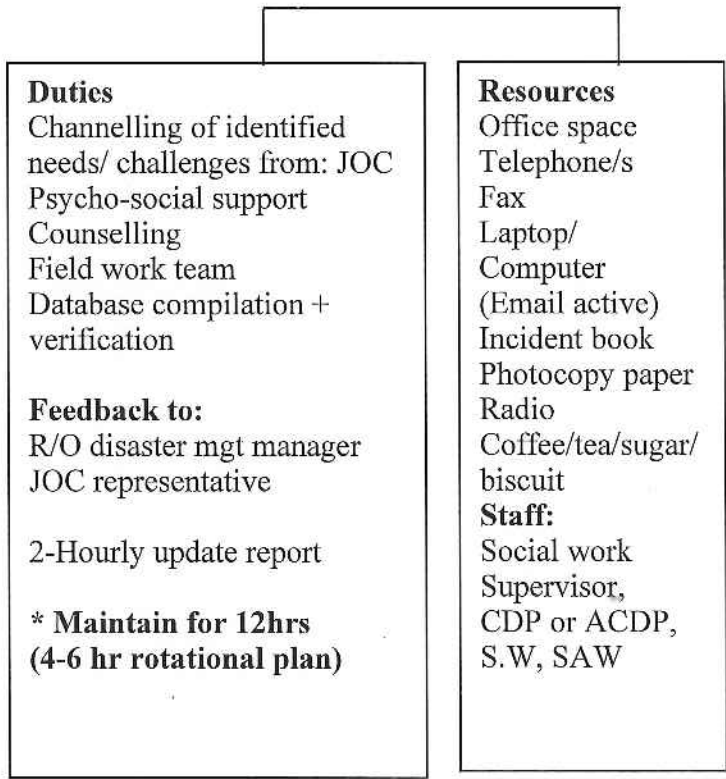 Duties
Channelling of identified
needs/ challenges from: JOC
Psycho-social support
Counselling
Field work team
Database compilation +
verification
Feedback to:
R/O disaster mgt manager
JOC representative
2-Hourly update report
* Maintain for 12hrs
(4-6 hr rotational plan)
Resources
Office space
Telephone/s
Fax
Laptop/
Computer
(Email active)
Incident book
Photocopy paper
Radio
Coffee/tea/sugar/
biscuit
Staff:
Social work
Supervisor,
CDP or ACDP,
S.W, SAW